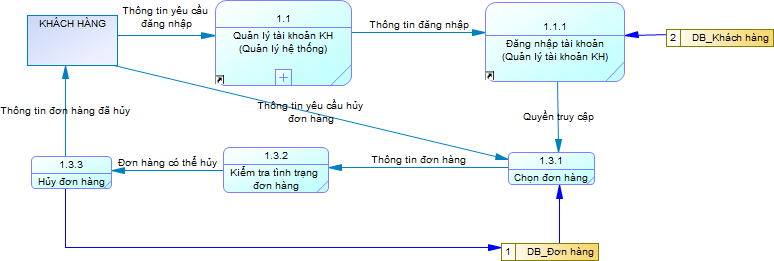 KHÁCH HÀNG
Thông tin yêu cầu
đăng nhập
1.1
Quản lý tài khoản KH
(Quản lý hệ thống)
Thông tin đăng nhập
1.1.1
Đăng nhập tài khoản
(Quản lý tài khoản KH)
2 DB_Khách hàng
Thông tin đơn hàng đã hủy
Thông tin yêu cầu hủy
đơn hàng
Quyền truy cập
1.3.3
Hủy đơn hàng
Đơn hàng có thể hủy
1.3.2
Kiểm tra tình trạng
đơn hàng
Thông tin đơn hàng
1.3.1
Chọn đơn hàng
1 DB_Đơn hàng